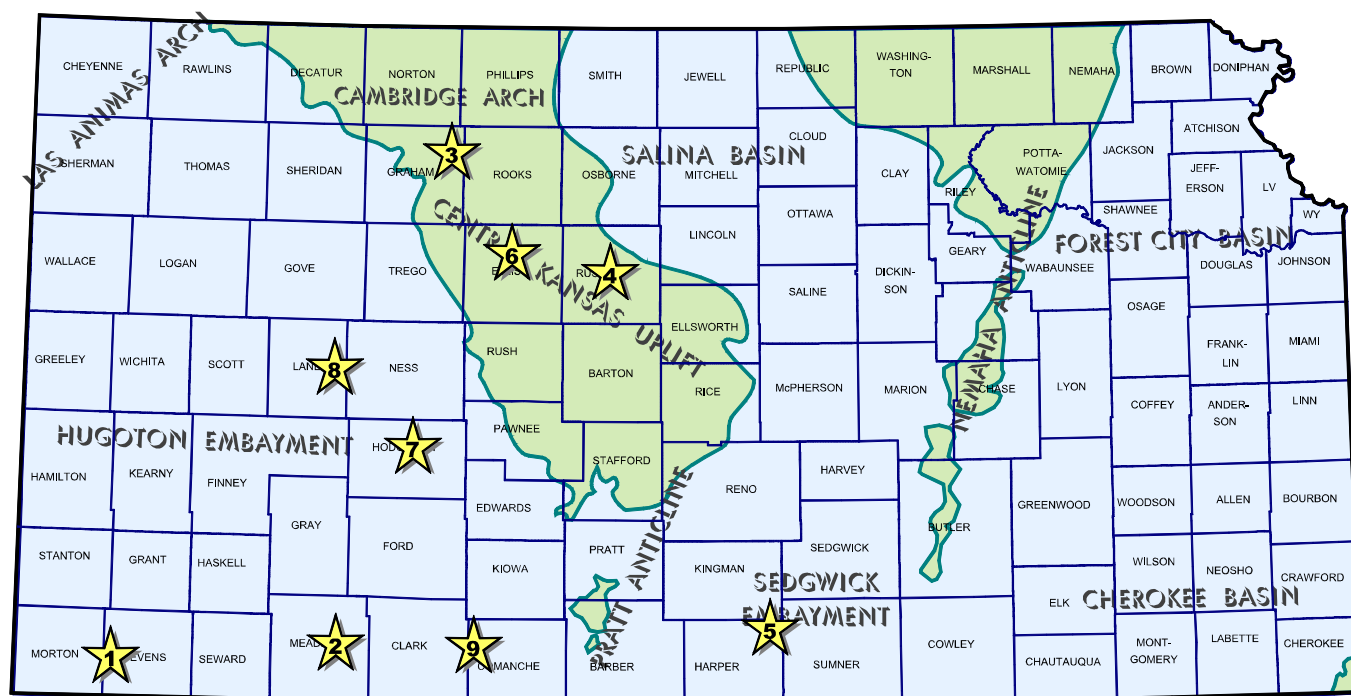 CHEYENNE
RAWLINS
DECATUR
NORTON
PHILLIPS
SMITH
JEWELL
REPUBLIC
WASHING-
TON
MARSHALL
NEMAHA
BROWN
DONIPHAN
LAS ANIMAS ARCH
CAMBRIDGE ARCH
SHERMAN
THOMAS
SHERIDAN
GRAHAM
3
ROOKS
OSBORNE
SALINA BASIN
MITCHELL
CLOUD
CLAY
RILEY
POTTA-
WATOMIE
JACKSON
ATCHISON
JEFF-
ERSON
LV
WY
SHAWNEE
WALLACE
LOGAN
GOVE
TREGO
CENTRAL KANSAS UPLIFT
6
4
LINCOLN
OTTAWA
SALINE
DICKIN-
SON
GEARY
WABAUNSEE
FOREST CITY BASIN
DOUGLAS
JOHNSON
NEMAHA ANTICLINE
OSAGE
ELLSWORTH
GREELEY
WICHITA
SCOTT
8
NESS
RUSH
BARTON
RICE
McPHERSON
MARION
CHASE
LYON
COFFEY
FRANK-
LIN
MIAMI
ANDER-
SON
LINN
HUGOTON EMBAYMENT
7
PAWNEE
STAFFORD
HAMILTON
KEARNY
FINNEY
GRAY
FORD
EDWARDS
PRATT ANTICLINE
RENO
HARVEY
BUTLER
GREENWOOD
WOODSON
ALLEN
BOURBON
STANTON
GRANT
HASKELL
KIOWA
PRATT
KINGMAN
SEDGWICK
SEDGWICK
EMBAYMENT
WILSON
NEOSHO
CRAWFORD
ELK
CHEROKEE BASIN
MORTON
1
SEWARD
2
CLARK
9
BARBER
HARPER
5
SUMNER
COWLEY
CHAUTAUQUA
MONT-
GOMERY
LABETTE
CHEROKEE